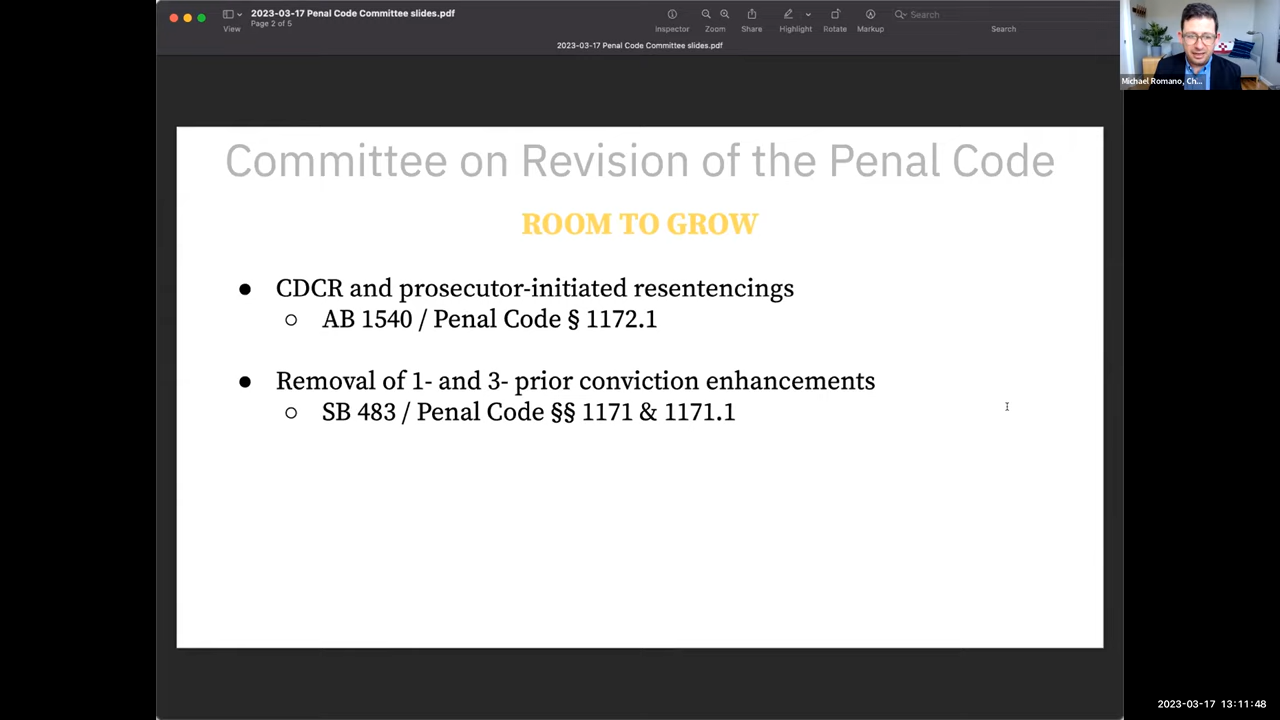 2023-03-17 Penal Code Committee slides.pdf
Page 2 of 5
View
Inspector
Zoom
Share
Highlight
Rotate
Markup
Search
Search
2023-03-17 Penal Code Committee slides.pdf
Michael Romano, Ch...
Committee on Revision of the Penal Code
ROOM TO GROW
● CDCR and prosecutor-initiated resentencings
○ AB 1540 / Penal Code § 1172.1
● Removal of 1- and 3- prior conviction enhancements
○ SB 483 / Penal Code §§ 1171 & 1171.1
2023-03-17 13:11:48